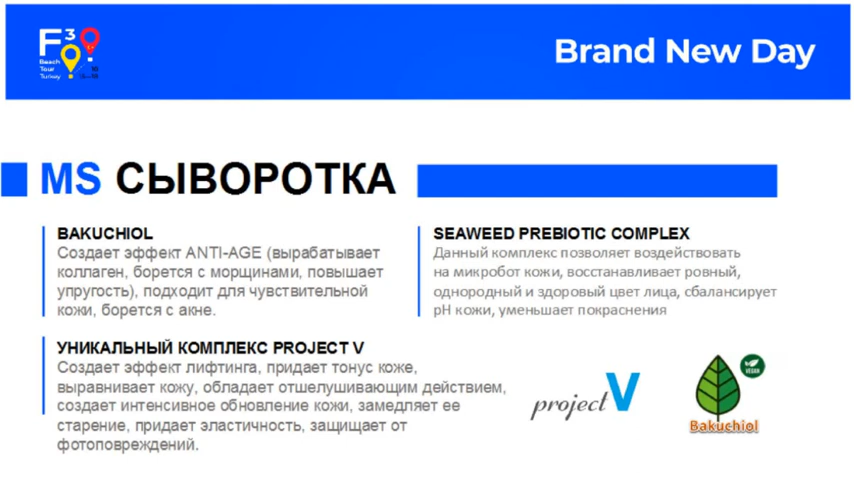 F3
Beach
Tour
Turkey
Brand New Day
MS СЫВОРОТКА
BAKUCHIOL
Создает эффект ANTI-AGE (вырабатывает
коллаген, борется с морщинами, повышает
упругость), подходит для чувствительной
кожи, борется с акне.
SEAWEED PREBIOTIC COMPLEX
Данный комплекс позволяет воздействовать
на микробот кожи, восстанавливает ровный,
однородный и здоровый цвет лица, сбалансирует
pH кожи, уменьшает покраснения
УНИКАЛЬНЫЙ КОМПЛЕКС PROJECT V
Создает эффект лифтинга, придает тонус коже,
выравнивает кожу, обладает отшелушивающим действием,
создает интенсивное обновление кожи, замедляет ее
старение, придает эластичность, защищает от
фотоповреждений.
project V
VEGAN
Bakuchiol